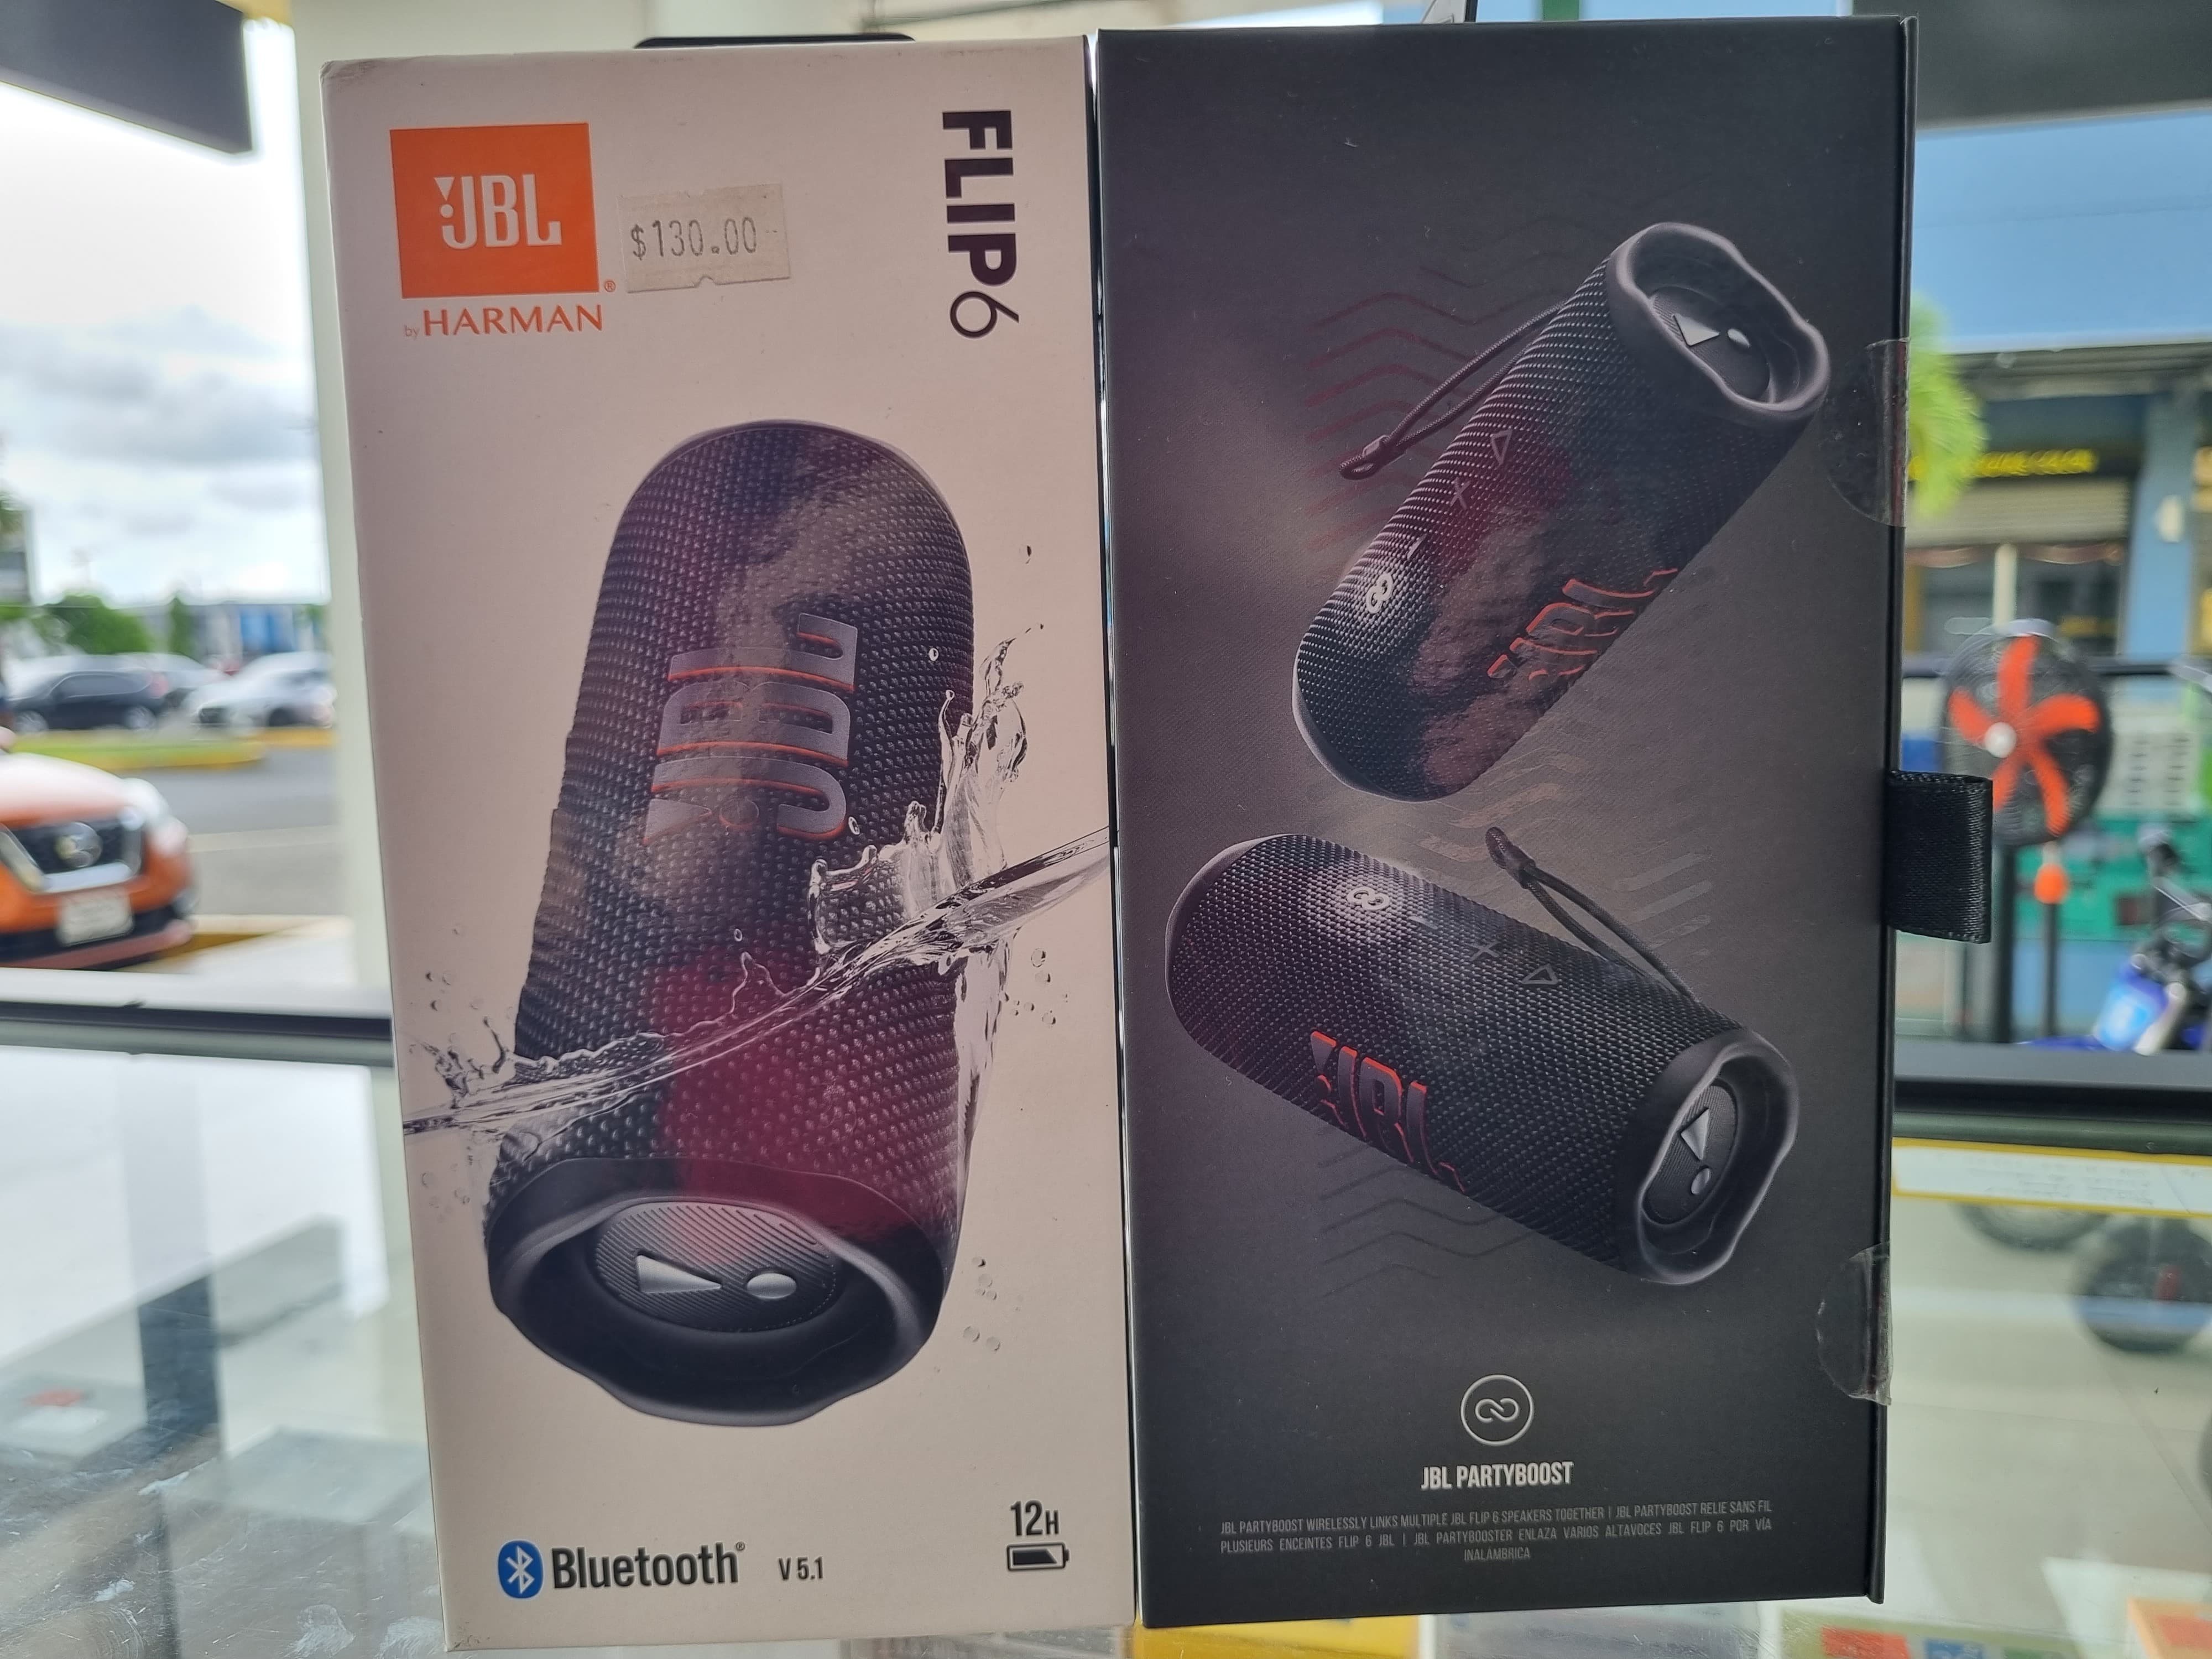 JBL
by HARMAN
$130.00
FLIP6
JBL
Bluetooth® V 5.1
12H
JBL
JBL
JBL PARTYBOOST
JBL PARTYBOOST WIRELESSLY LINKS MULTIPLE JBL FLIP 6 SPEAKERS TOGETHER | JBL PARTYBOOST RELIE SANS FIL
PLUSIEURS ENCEINTES FLIP 6 JBL | JBL PARTYBOOSTER ENLAZA VARIOS ALTAVOCES JBL FLIP 6 POR VÍA
INALÁMBRICA